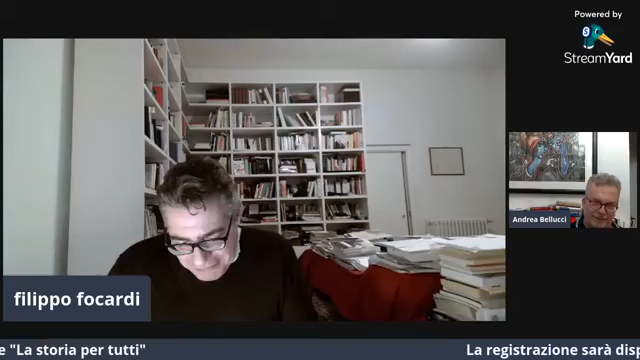 Powered by
StreamYard
Andrea Bellucci
filippo focardi
e "La storia per tutti"
La registrazione sarà disp